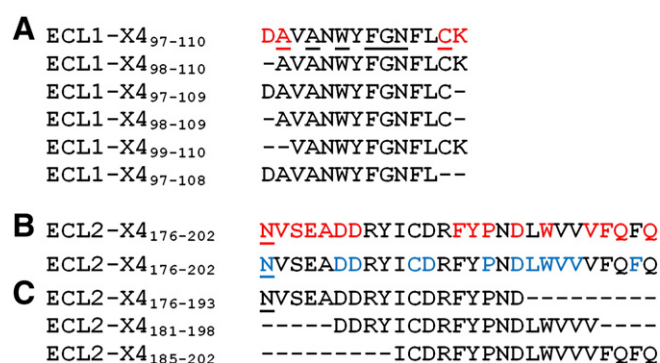 A ECL1-X4₉₇₋₁₁₀ DAVANWYFGNFLCK
ECL1-X4₉₈₋₁₁₀ -AVANWYFGNFLCK
ECL1-X4₉₇₋₁₀₉ DAVANWYFGNFLC-
ECL1-X4₉₈₋₁₀₉ -AVANWYFGNFLC-
ECL1-X4₉₉₋₁₁₀ --VANWYFGNFLCK
ECL1-X4₉₇₋₁₀₈ DAVANWYFGNFL--
B ECL2-X4₁₇₆₋₂₀₂ NVSEADDRYICDRFYPNDLWVVVFQFQ
ECL2-X4₁₇₆₋₂₀₂ NVSEADDRYICDRFYPNDLWVVVFQFQ
C ECL2-X4₁₇₆₋₁₉₃ NVSEADDRYICDRFYPND---------
ECL2-X4₁₈₁₋₁₉₈ -----DDRYICDRFYPNDLWVVV----
ECL2-X4₁₈₅₋₂₀₂ ---------ICDRFYPNDLWVVVFQFQ